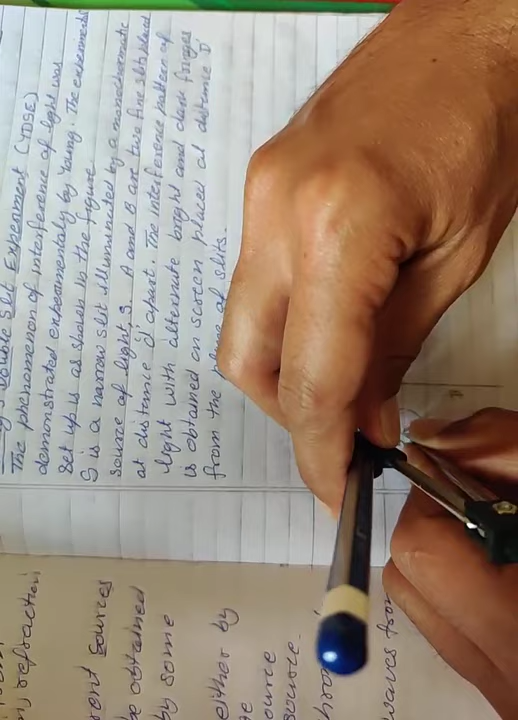 Double Slit Experiment (YDSE)
The phenomenon of interference of light was
demonstrated experimentally by Young. The experimental
set up is as shown in the figure.
S is a narrow slit illuminated by a monochromatic
source of light, S. A and B are two fine slits placed
at distance 'd' apart. The interference pattern of
light with alternate bright and dark fringes
is obtained on screen placed at distance 'D'
from the of slits.
refraction
sources
be obtained
by some
either by
source
source.
waves from